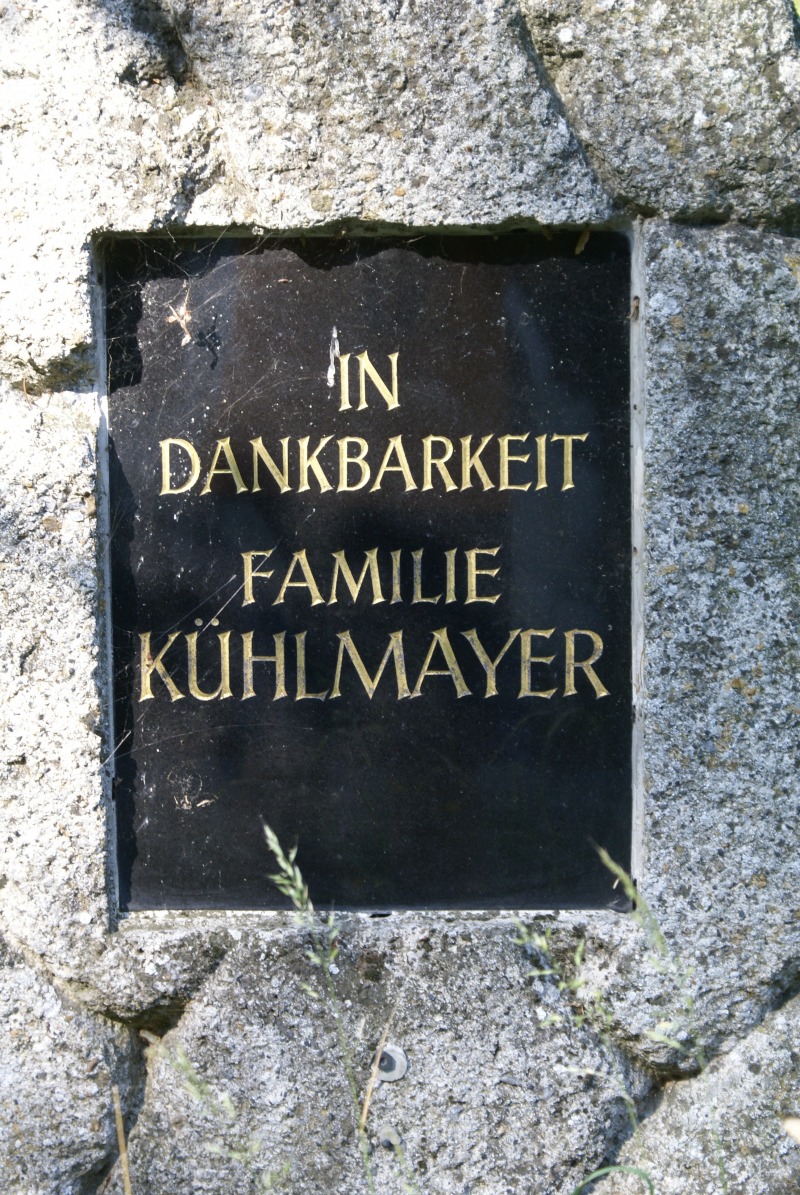 IN
DANKBARKEIT
FAMILIE
KÜHLMAYER